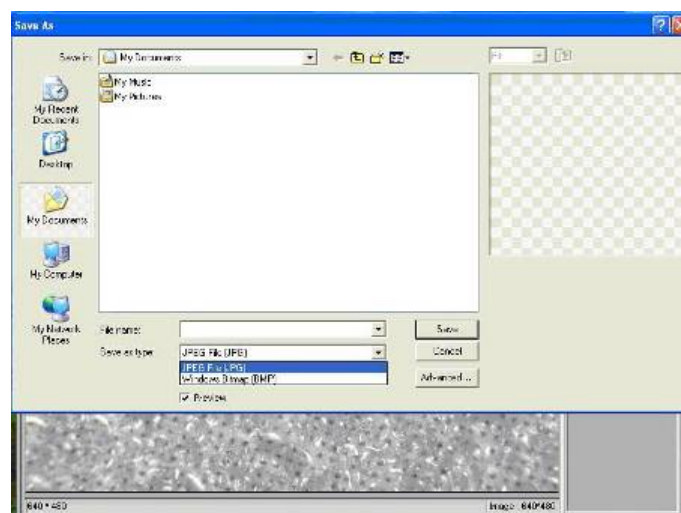 Save As
Save in:
My Documents
Fit
My Music
My Pictures
My Recent
Documents
Desktop
My Documents
My Computer
My Network
Places
File name:
Save
Save as type:
JPEG File (JPG)
Cancel
JPEG File (JPG)
Windows Bitmap (BMP)
Advanced ...
Preview
640 * 480
Image : 640*480